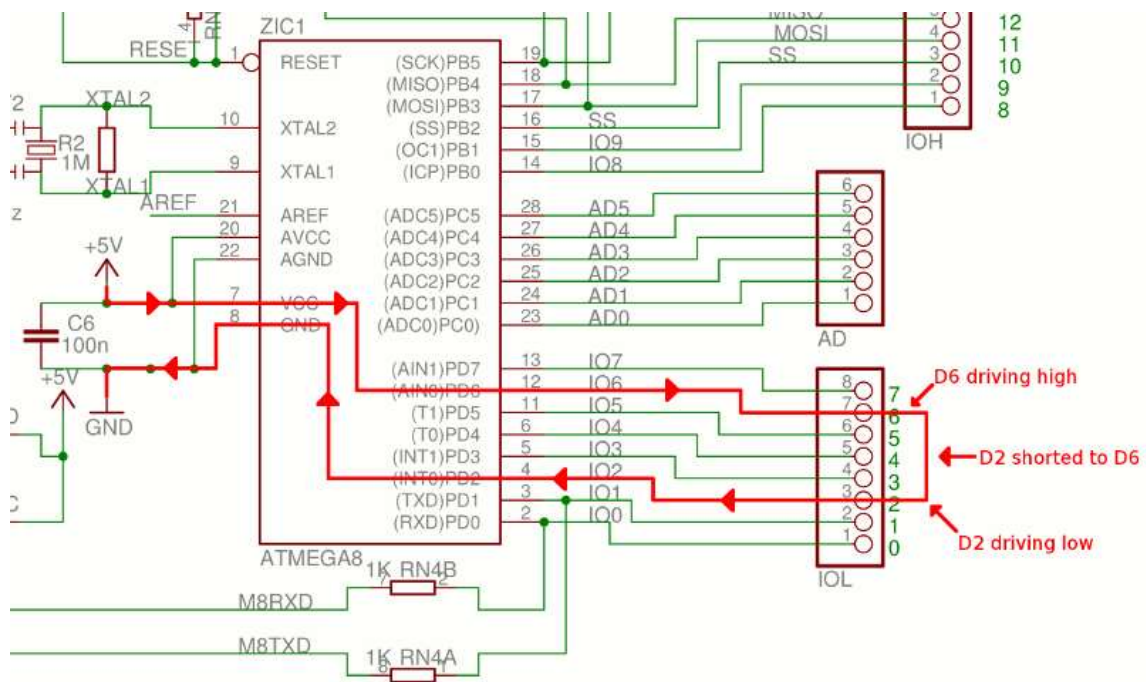 ZIC1
4
RN
RESET
1
RESET
(SCK)PB5
19
(MISO)PB4
18
(MOSI)PB3
17
(SS)PB2
16
SS
(OC1)PB1
15
IO9
(ICP)PB0
14
IO8
MISO
MOSI
SS
12
4
11
3
10
2
9
1
8
IOH
XTAL2
10
XTAL2
R2
1M
9
XTAL1
XTAL1
AREF
21
AREF
20
AVCC
22
AGND
+5V
7
VCC
8
GND
C6
100n
+5V
GND
(ADC5)PC5
28
AD5
(ADC4)PC4
27
AD4
(ADC3)PC3
26
AD3
(ADC2)PC2
25
AD2
(ADC1)PC1
24
AD1
(ADC0)PC0)
23
AD0
6
5
4
3
2
1
AD
(AIN1)PD7
13
IO7
(AIN0)PD6
12
IO6
(T1)PD5
11
IO5
(T0)PD4
6
IO4
(INT1)PD3
5
IO3
(INT0)PD2
4
IO2
(TXD)PD1
3
IO1
(RXD)PD0
2
IO0
8
7
7
6
6
5
5
4
4
3
3
2
2
1
1
0
IOL
D6 driving high
D2 shorted to D6
D2 driving low
ATMEGA8
1K RN4B
7
2
M8RXD
M8TXD
1K RN4A
8
1